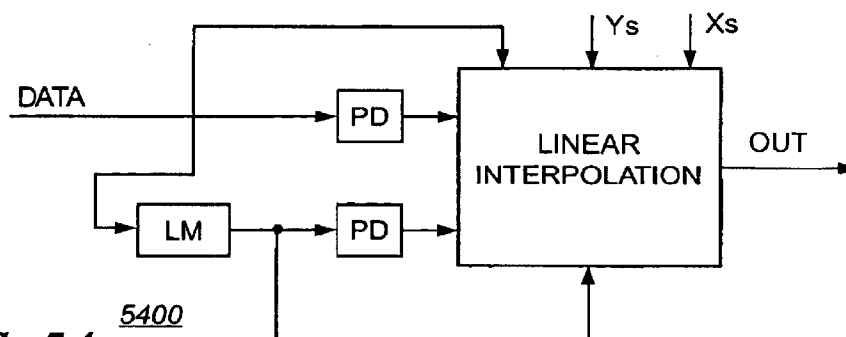 Ys
Xs
DATA
PD
LINEAR
INTERPOLATION
OUT
LM
PD
5400